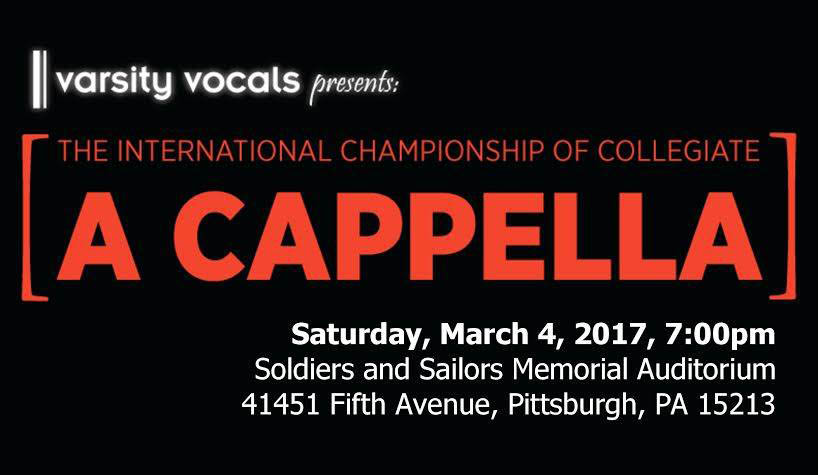 varsity vocals presents:
THE INTERNATIONAL CHAMPIONSHIP OF COLLEGIATE
A CAPPELLA
Saturday, March 4, 2017, 7:00pm
Soldiers and Sailors Memorial Auditorium
41451 Fifth Avenue, Pittsburgh, PA 15213